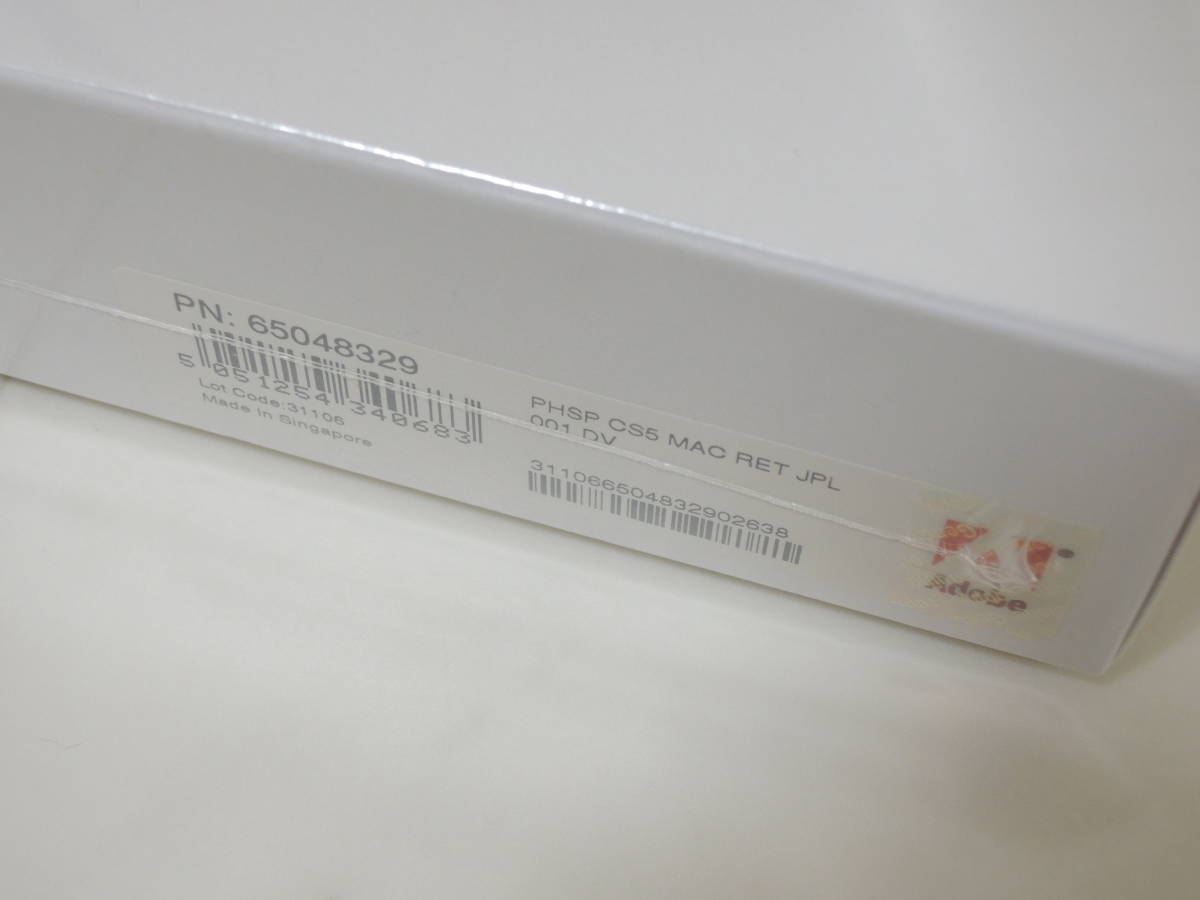 PN: 65048329
5 051254 340683
Lot Code:31106
Made in Singapore
PHSP CS5 MAC RET JPL
001 DV
311066504832902638
Adobe